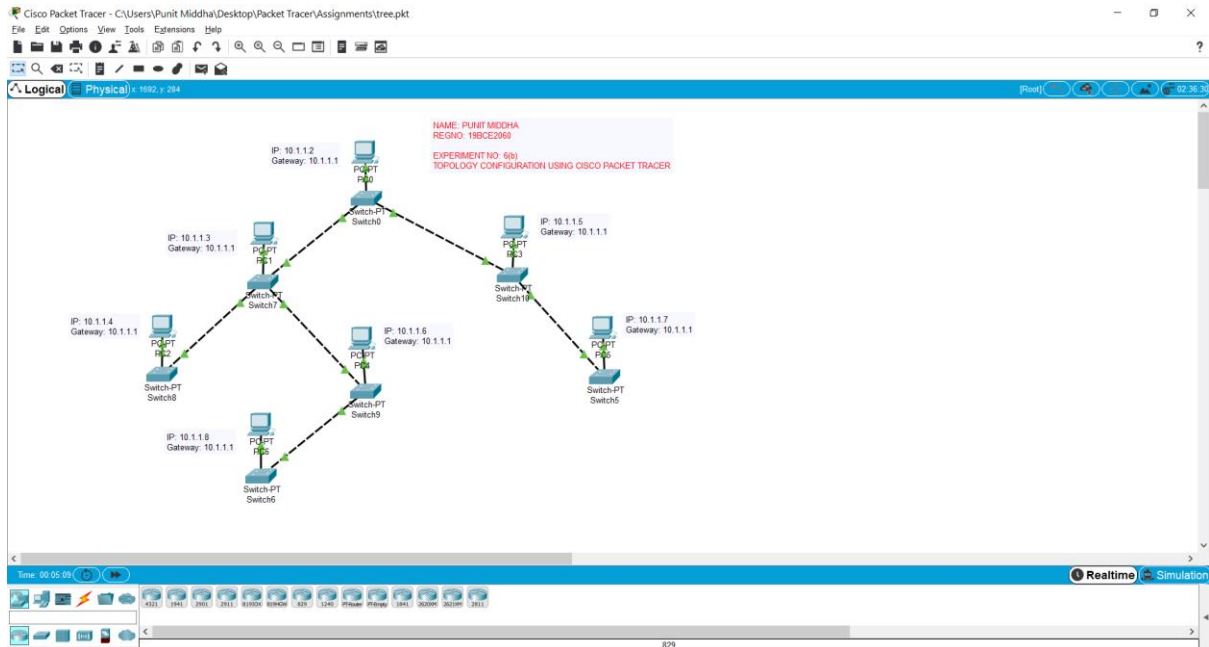 Cisco Packet Tracer - C:\Users\Punit Middha\Desktop\Packet Tracer\Assignments\tree.pkt
File Edit Options View Tools Extensions Help
?
Logical Physical x: 1692, y: 284 [Root] 02:36:30
NAME: PUNIT MIDDHA
REGNO: 19BCE2060
EXPERIMENT NO: 6(b)
TOPOLOGY CONFIGURATION USING CISCO PACKET TRACER
IP: 10.1.1.2
Gateway: 10.1.1.1
PC-PT
PC0
Switch-PT
Switch0
IP: 10.1.1.3
Gateway: 10.1.1.1
PC-PT
PC1
Switch-PT
Switch7
IP: 10.1.1.5
Gateway: 10.1.1.1
PC-PT
PC3
Switch-PT
Switch10
IP: 10.1.1.4
Gateway: 10.1.1.1
PC-PT
PC2
Switch-PT
Switch8
IP: 10.1.1.6
Gateway: 10.1.1.1
PC-PT
PC4
Switch-PT
Switch9
IP: 10.1.1.7
Gateway: 10.1.1.1
PC-PT
PC5
Switch-PT
Switch5
IP: 10.1.1.8
Gateway: 10.1.1.1
PC-PT
PC6
Switch-PT
Switch6
Time: 00:05:09 Realtime Simulation
4321 1941 2901 2911 819IOX 819HGW 829 1240 PT-Router PT-Empty 1841 2620XM 2621XM 2811
829